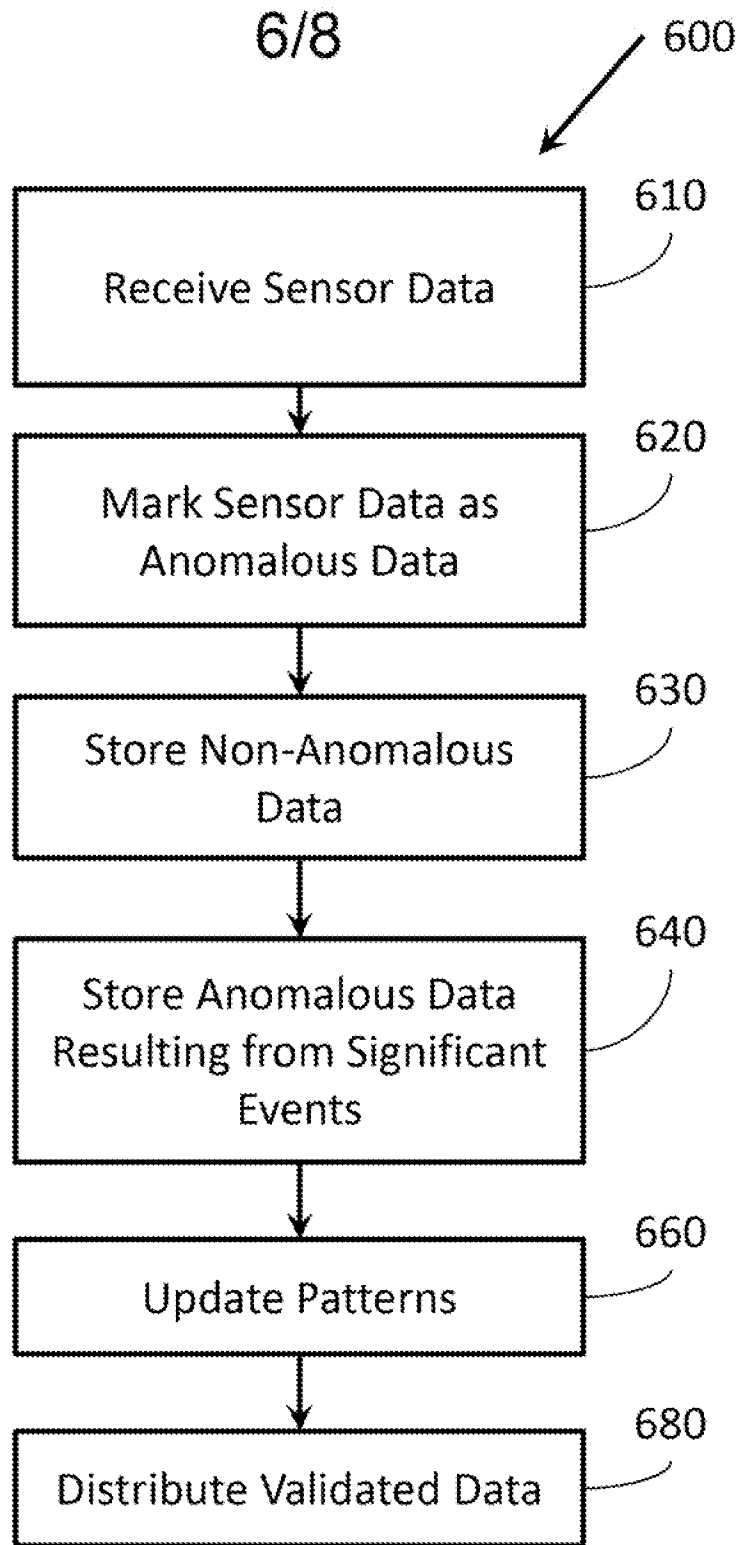 6/8
600
610
Receive Sensor Data
620
Mark Sensor Data as
Anomalous Data
630
Store Non-Anomalous
Data
640
Store Anomalous Data
Resulting from Significant
Events
660
Update Patterns
680
Distribute Validated Data